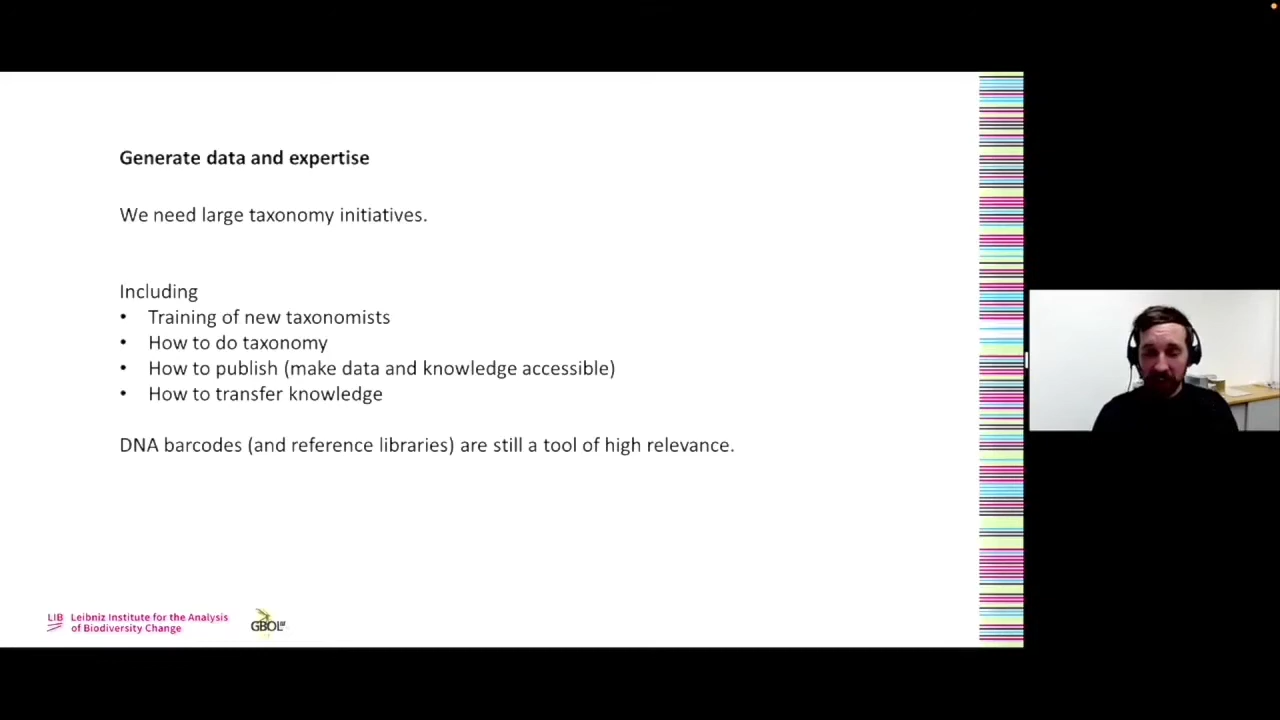 Generate data and expertise
We need large taxonomy initiatives.
Including
• Training of new taxonomists
• How to do taxonomy
• How to publish (make data and knowledge accessible)
• How to transfer knowledge
DNA barcodes (and reference libraries) are still a tool of high relevance.
LIB Leibniz Institute for the Analysis
of Biodiversity Change
GBOL